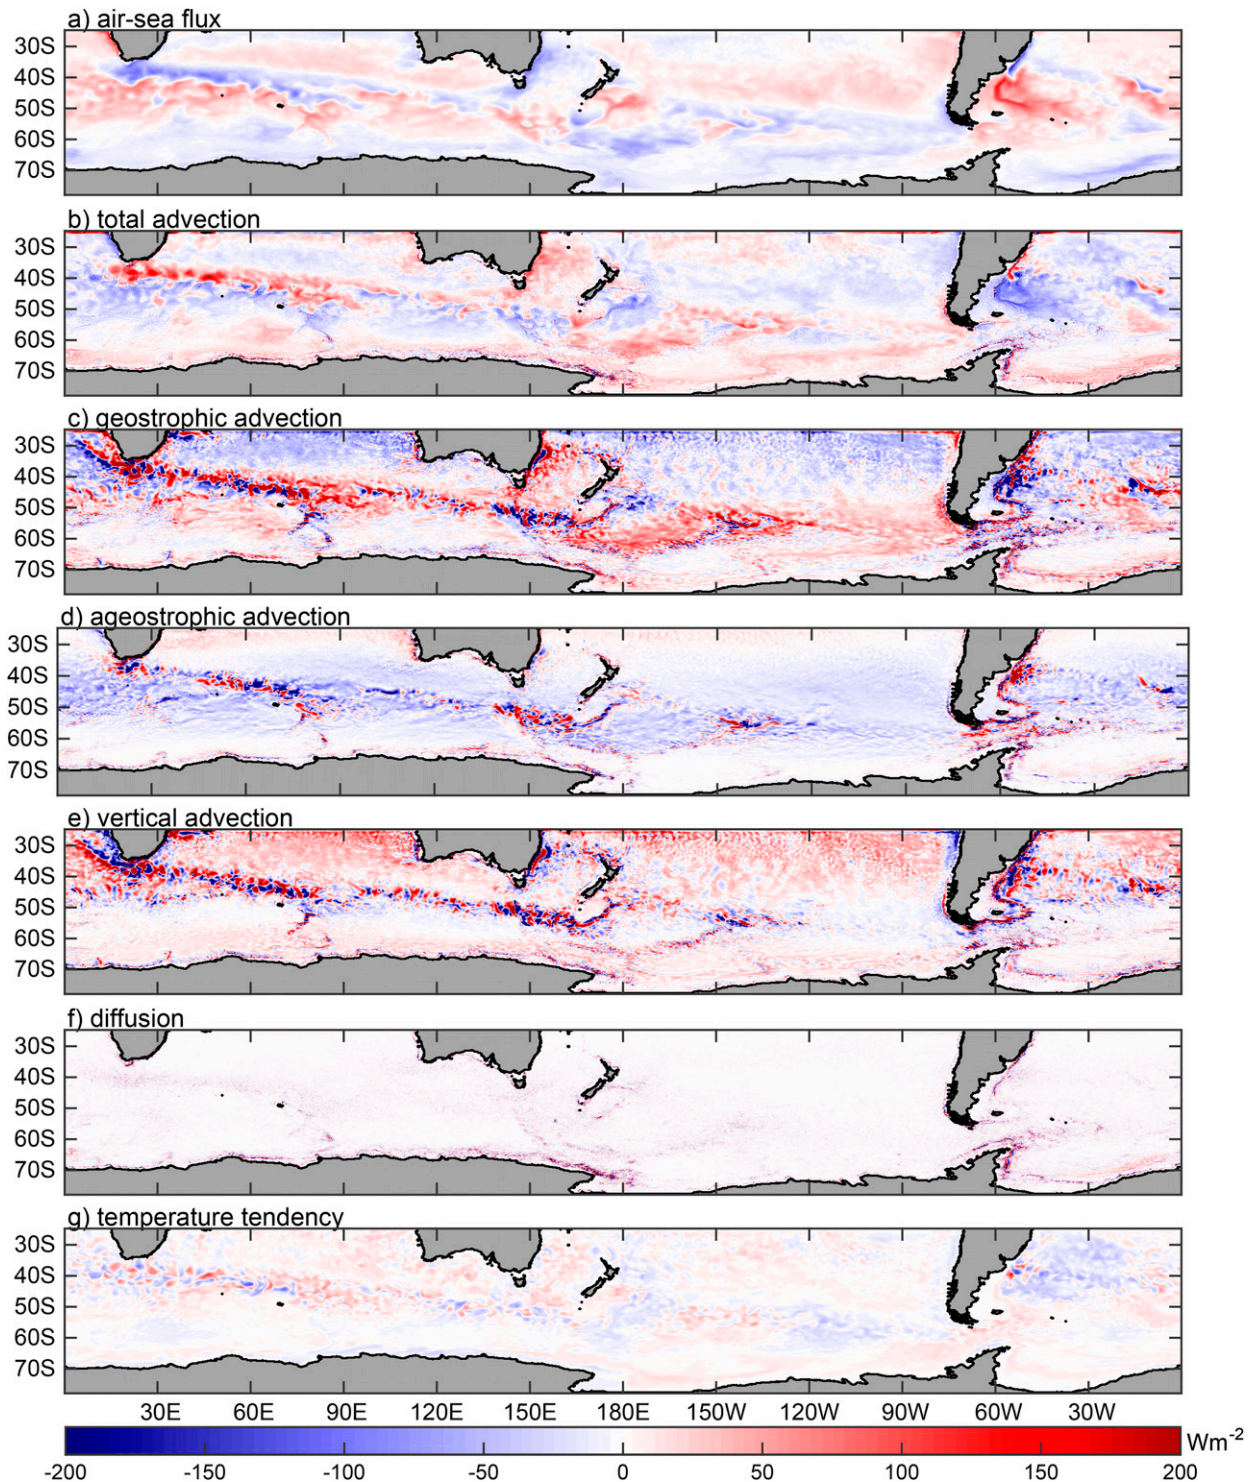 a) air-sea flux
30S
40S
50S
60S
70S
b) total advection
30S
40S
50S
60S
70S
c) geostrophic advection
30S
40S
50S
60S
70S
d) ageostrophic advection
30S
40S
50S
60S
70S
e) vertical advection
30S
40S
50S
60S
70S
f) diffusion
30S
40S
50S
60S
70S
g) temperature tendency
30S
40S
50S
60S
70S
30E 60E 90E 120E 150E 180E 150W 120W 90W 60W 30W
Wm⁻²
-200 -150 -100 -50 0 50 100 150 200